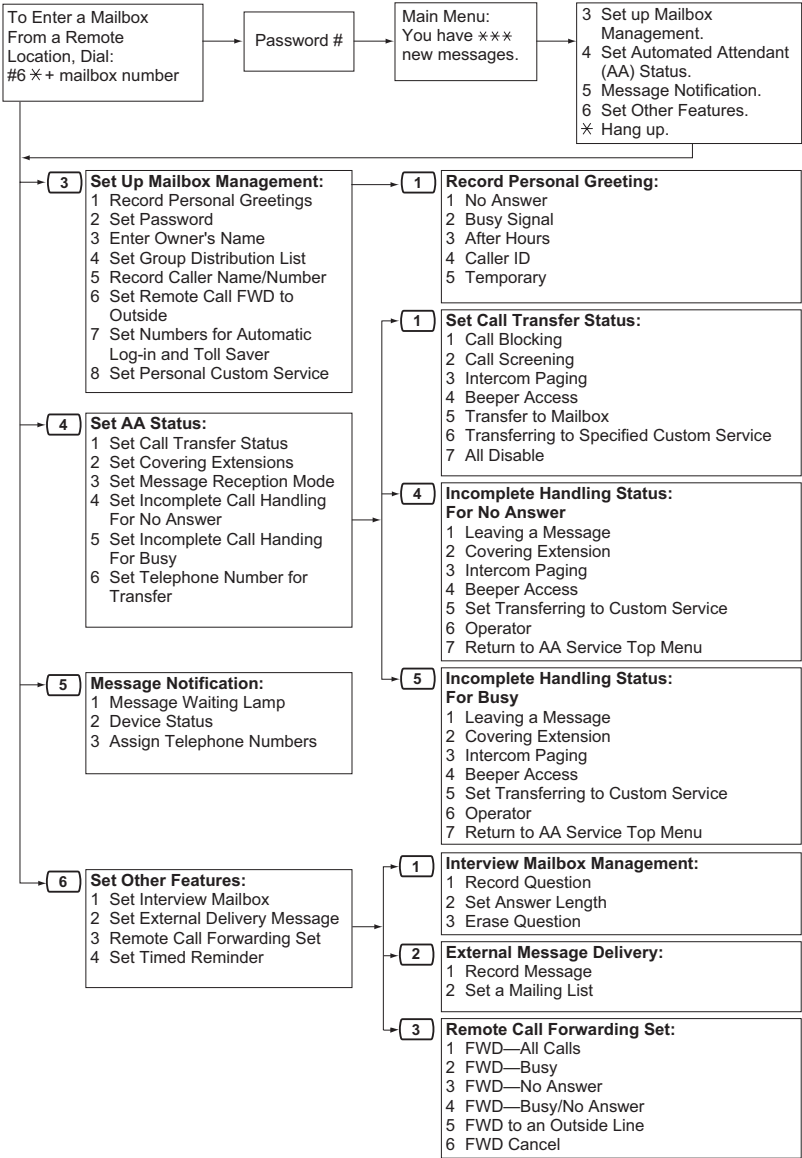 To Enter a Mailbox
From a Remote
Location, Dial:
#6 ✳ + mailbox number
Password #
Main Menu:
You have ✳✳✳
new messages.
3 Set up Mailbox
Management.
4 Set Automated Attendant
(AA) Status.
5 Message Notification.
6 Set Other Features.
✳ Hang up.
3
Set Up Mailbox Management:
1 Record Personal Greetings
2 Set Password
3 Enter Owner's Name
4 Set Group Distribution List
5 Record Caller Name/Number
6 Set Remote Call FWD to
Outside
7 Set Numbers for Automatic
Log-in and Toll Saver
8 Set Personal Custom Service
1
Record Personal Greeting:
1 No Answer
2 Busy Signal
3 After Hours
4 Caller ID
5 Temporary
4
Set AA Status:
1 Set Call Transfer Status
2 Set Covering Extensions
3 Set Message Reception Mode
4 Set Incomplete Call Handling
For No Answer
5 Set Incomplete Call Handing
For Busy
6 Set Telephone Number for
Transfer
1
Set Call Transfer Status:
1 Call Blocking
2 Call Screening
3 Intercom Paging
4 Beeper Access
5 Transfer to Mailbox
6 Transferring to Specified Custom Service
7 All Disable
4
Incomplete Handling Status:
For No Answer
1 Leaving a Message
2 Covering Extension
3 Intercom Paging
4 Beeper Access
5 Set Transferring to Custom Service
6 Operator
7 Return to AA Service Top Menu
5
Incomplete Handling Status:
For Busy
1 Leaving a Message
2 Covering Extension
3 Intercom Paging
4 Beeper Access
5 Set Transferring to Custom Service
6 Operator
7 Return to AA Service Top Menu
5
Message Notification:
1 Message Waiting Lamp
2 Device Status
3 Assign Telephone Numbers
6
Set Other Features:
1 Set Interview Mailbox
2 Set External Delivery Message
3 Remote Call Forwarding Set
4 Set Timed Reminder
1
Interview Mailbox Management:
1 Record Question
2 Set Answer Length
3 Erase Question
2
External Message Delivery:
1 Record Message
2 Set a Mailing List
3
Remote Call Forwarding Set:
1 FWD—All Calls
2 FWD—Busy
3 FWD—No Answer
4 FWD—Busy/No Answer
5 FWD to an Outside Line
6 FWD Cancel